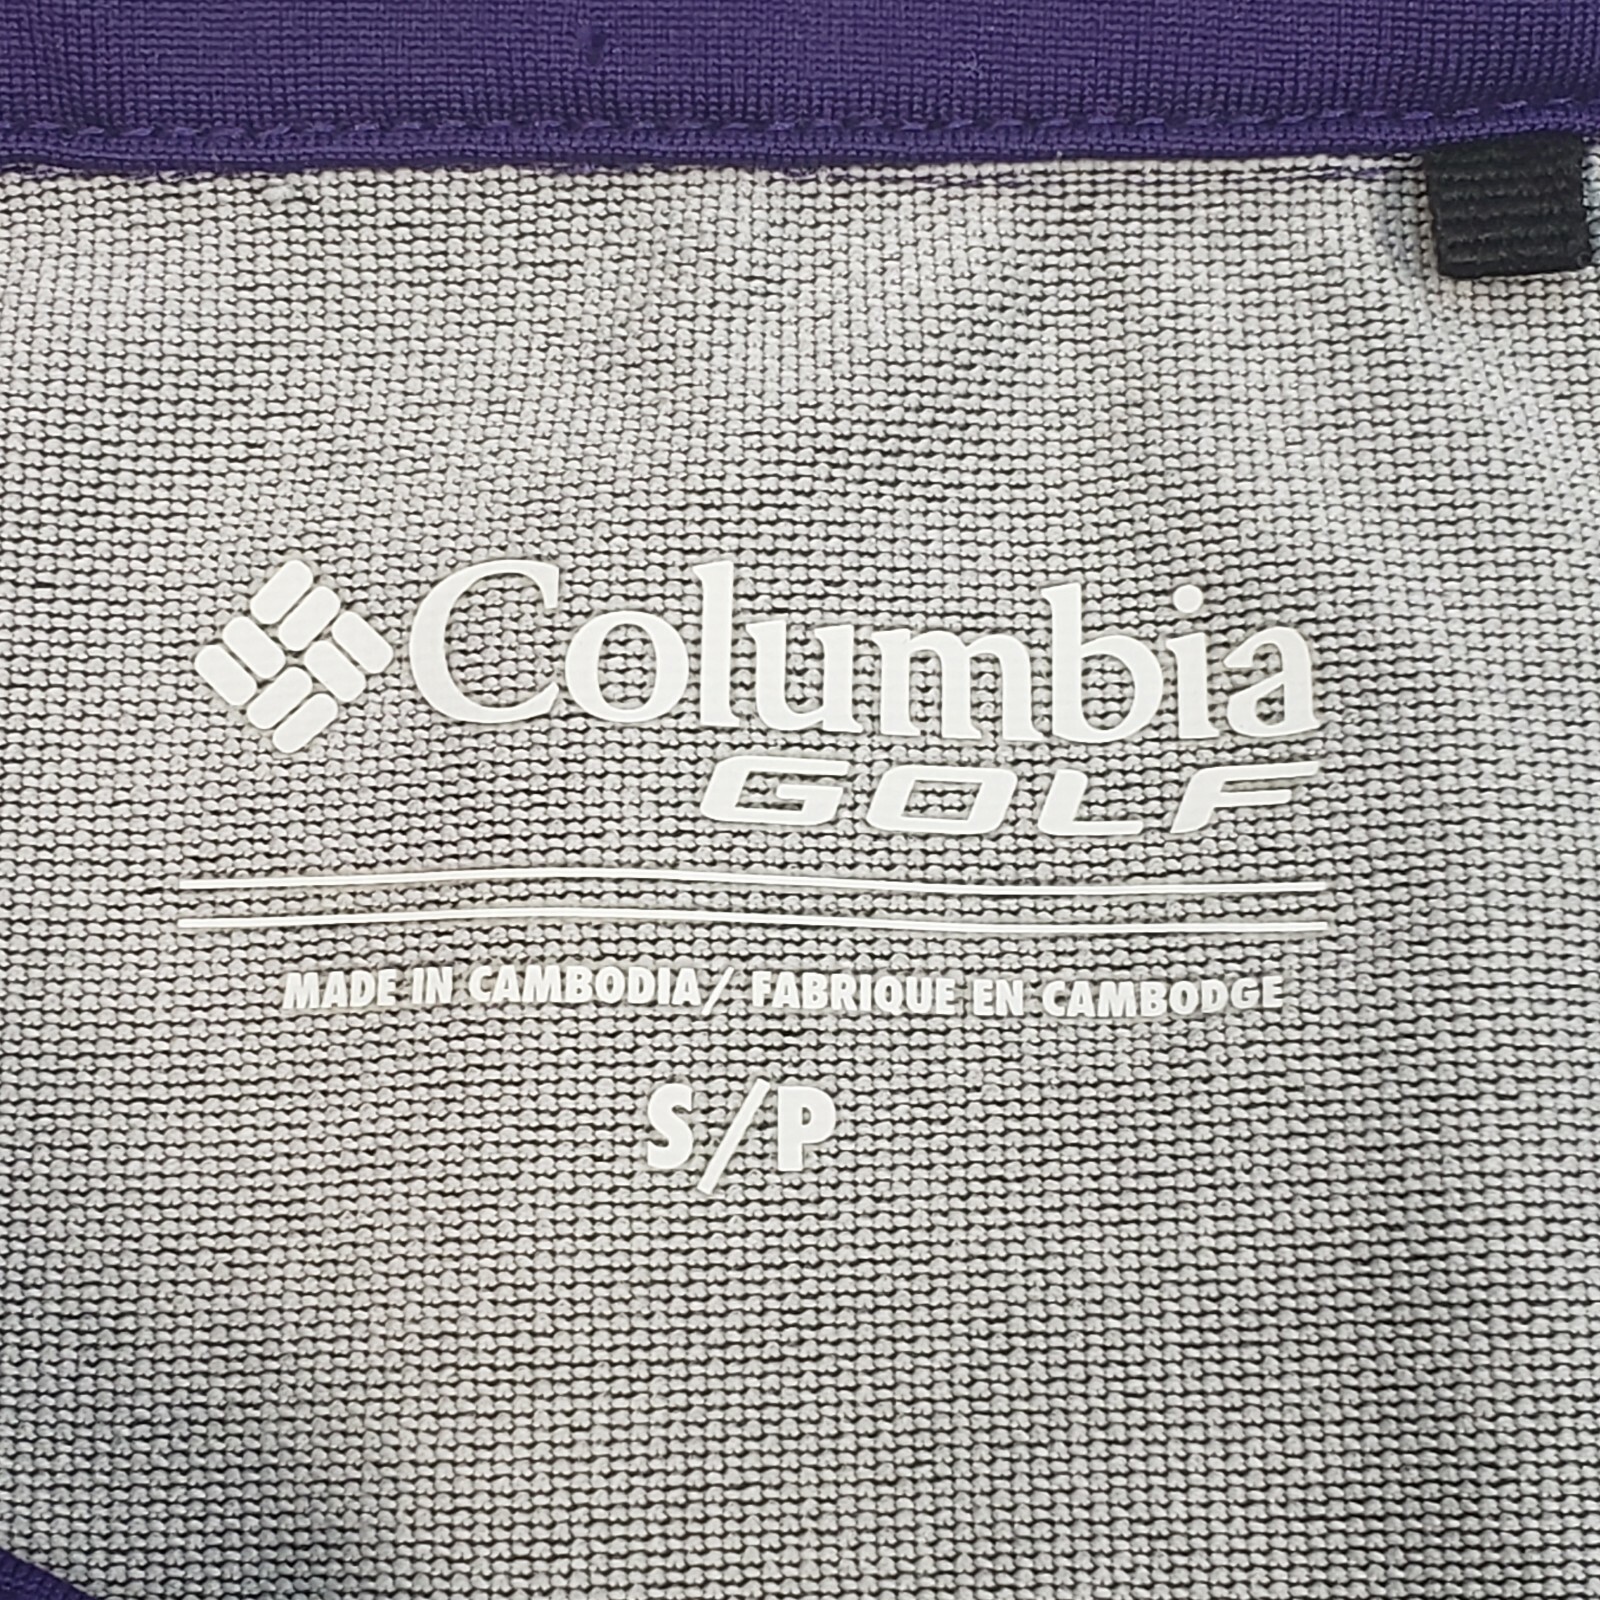 Columbia
GOLF
MADE IN CAMBODIA/ FABRIQUE EN CAMBODGE
S/P